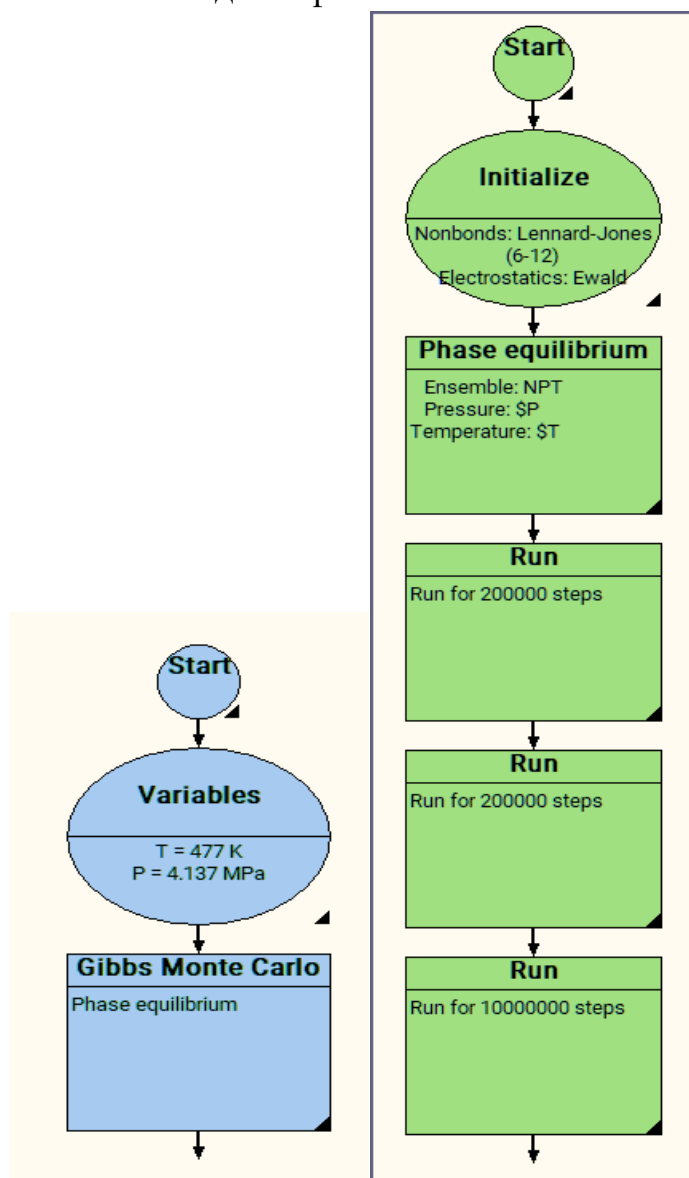 Start
Initialize
Nonbonds: Lennard-Jones
(6-12)
Electrostatics: Ewald
Phase equilibrium
Ensemble: NPT
Pressure: $P
Temperature: $T
Run
Run for 200000 steps
Run
Run for 200000 steps
Run
Run for 10000000 steps
Start
Variables
T = 477 K
P = 4.137 MPa
Gibbs Monte Carlo
Phase equilibrium